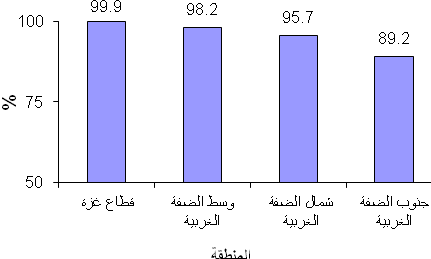 99.9
98.2
95.7
89.2
100
75
50
%
قطاع غزة
وسط الضفة
الغربية
شمال الضفة
الغربية
جنوب الضفة
الغربية
المنطقة